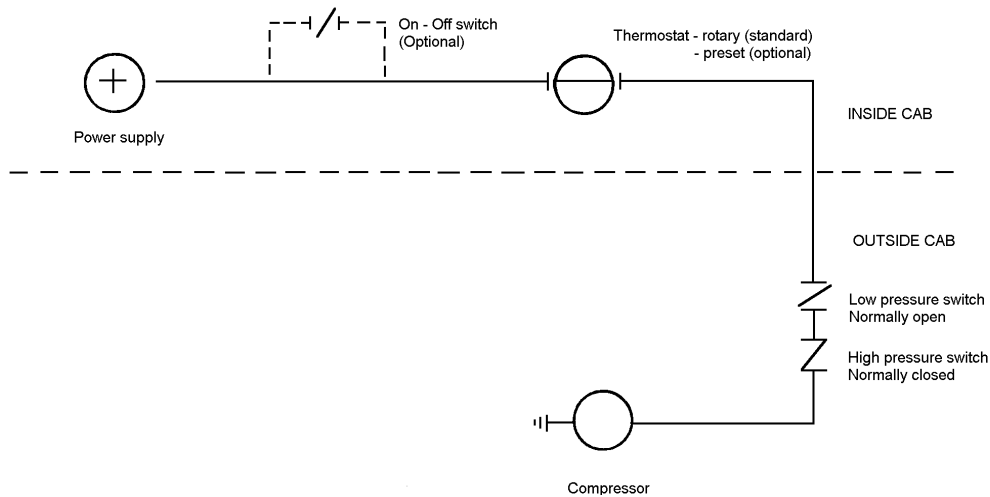 On - Off switch
(Optional)
Thermostat - rotary (standard)
- preset (optional)
Power supply
INSIDE CAB
OUTSIDE CAB
Low pressure switch
Normally open
High pressure switch
Normally closed
Compressor